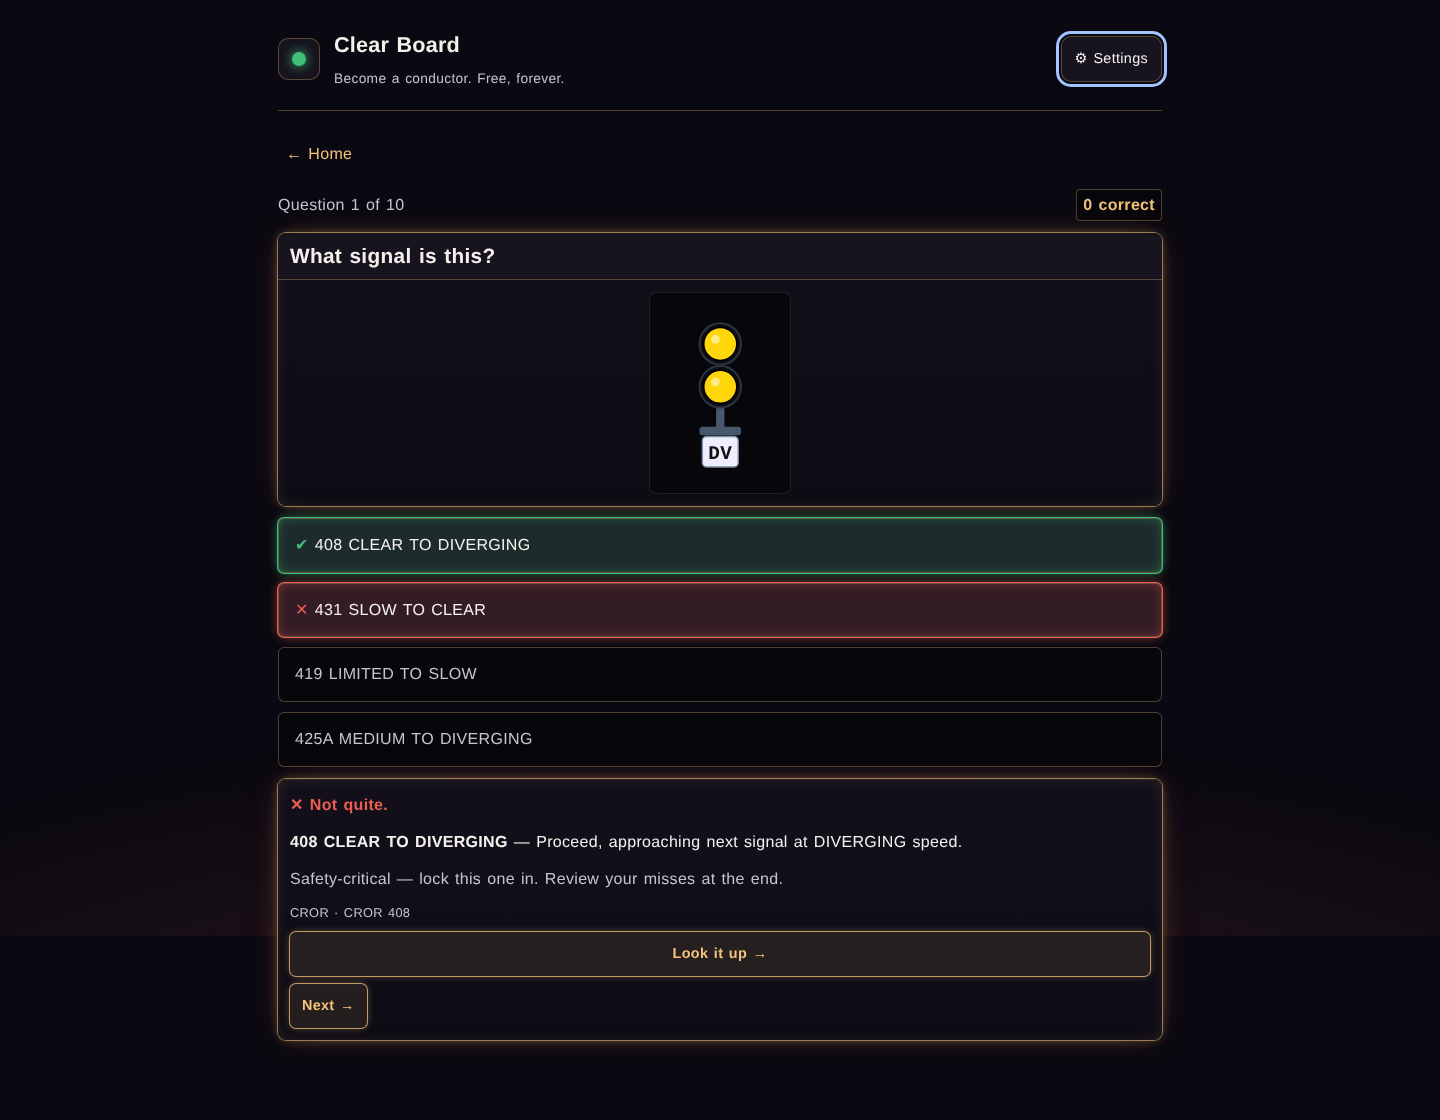 Clear Board
Become a conductor. Free, forever.
⚙ Settings
← Home
Question 1 of 10
0 correct
What signal is this?
DV
✔ 408 CLEAR TO DIVERGING
✕ 431 SLOW TO CLEAR
419 LIMITED TO SLOW
425A MEDIUM TO DIVERGING
✕ Not quite.
408 CLEAR TO DIVERGING — Proceed, approaching next signal at DIVERGING speed.
Safety-critical — lock this one in. Review your misses at the end.
CROR · CROR 408
Look it up →
Next →